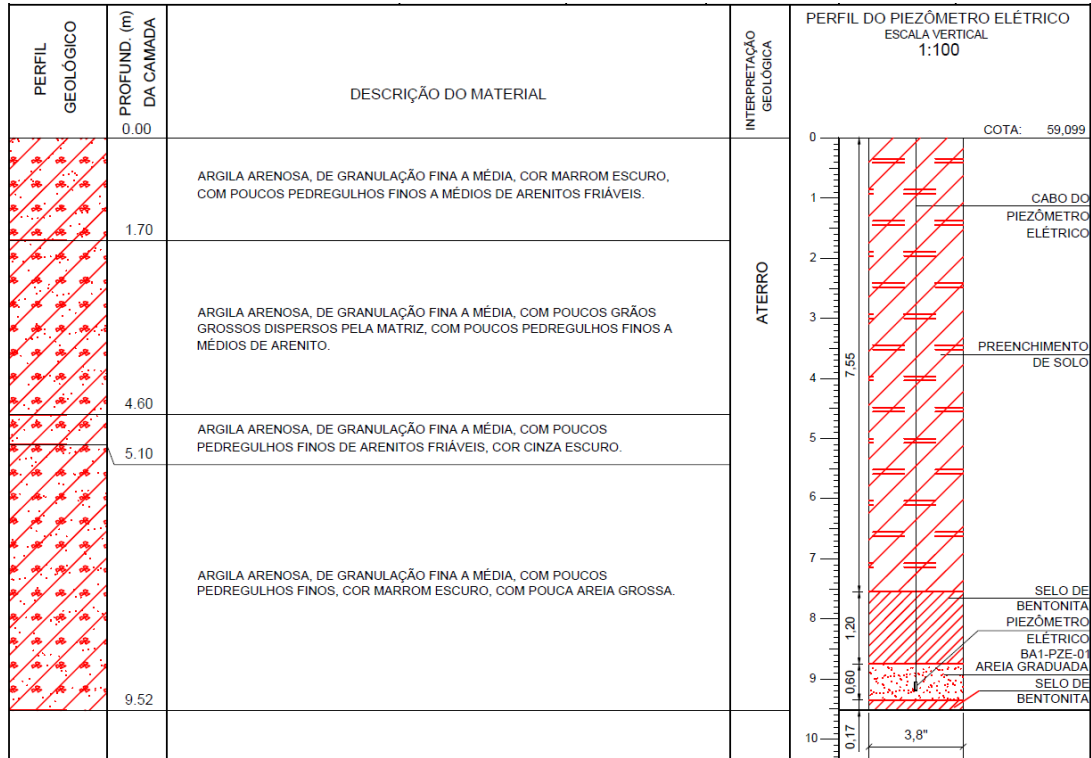 PERFIL
GEOLÓGICO
PROFUND. (m)
DA CAMADA
DESCRIÇÃO DO MATERIAL
INTERPRETAÇÃO
GEOLÓGICA
PERFIL DO PIEZÔMETRO ELÉTRICO
ESCALA VERTICAL
1:100
0.00
ARGILA ARENOSA, DE GRANULAÇÃO FINA A MÉDIA, COR MARROM ESCURO,
COM POUCOS PEDREGULHOS FINOS A MÉDIOS DE ARENITOS FRIÁVEIS.
1.70
ARGILA ARENOSA, DE GRANULAÇÃO FINA A MÉDIA, COM POUCOS GRÃOS
GROSSOS DISPERSOS PELA MATRIZ, COM POUCOS PEDREGULHOS FINOS A
MÉDIOS DE ARENITO.
4.60
ARGILA ARENOSA, DE GRANULAÇÃO FINA A MÉDIA, COM POUCOS
PEDREGULHOS FINOS DE ARENITOS FRIÁVEIS, COR CINZA ESCURO.
5.10
ARGILA ARENOSA, DE GRANULAÇÃO FINA A MÉDIA, COM POUCOS
PEDREGULHOS FINOS, COR MARROM ESCURO, COM POUCA AREIA GROSSA.
9.52
ATERRO
0
1
2
3
4
5
6
7
8
9
10
7,55
1,20
0,60
0,17
3,8"
COTA: 59,099
CABO DO
PIEZÔMETRO
ELÉTRICO
PREENCHIMENTO
DE SOLO
SELO DE
BENTONITA
PIEZÔMETRO
ELÉTRICO
BA1-PZE-01
AREIA GRADUADA
SELO DE
BENTONITA